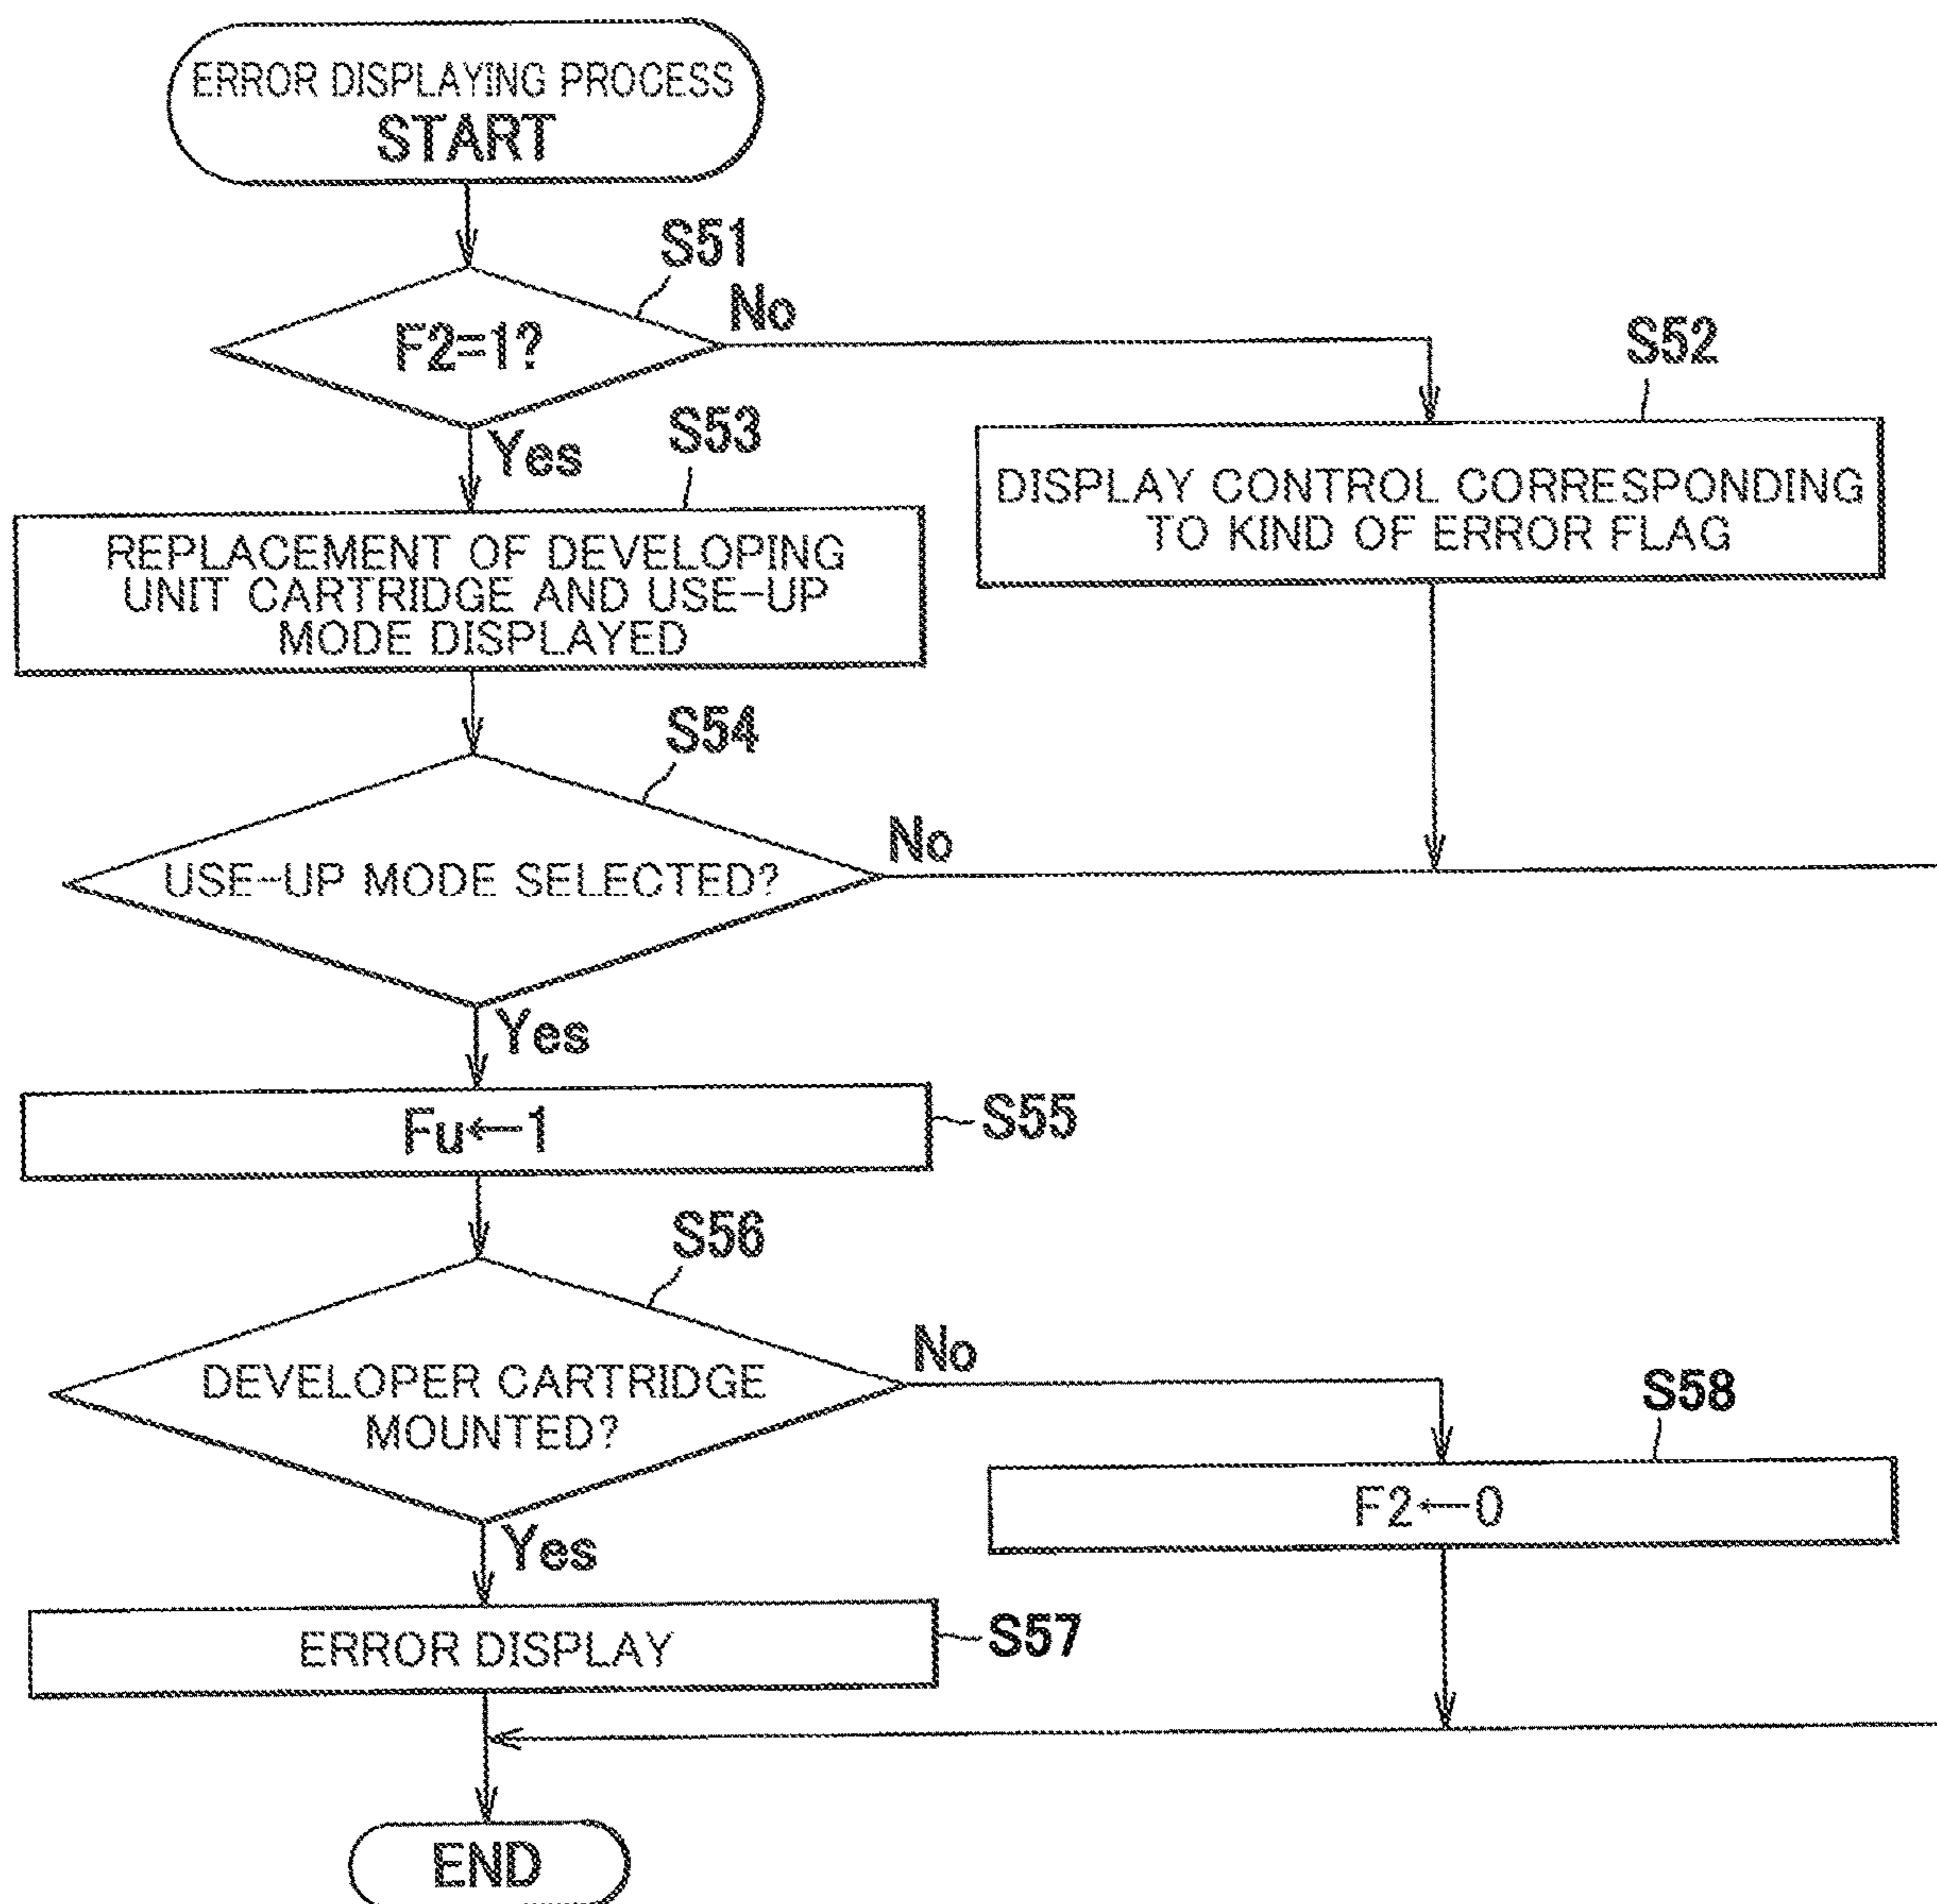 ERROR DISPLAYING PROCESS
START
S51
F2=1?
No
S52
Yes
S53
DISPLAY CONTROL CORRESPONDING
TO KIND OF ERROR FLAG
REPLACEMENT OF DEVELOPING
UNIT CARTRIDGE AND USE-UP
MODE DISPLAYED
S54
USE-UP MODE SELECTED?
No
Yes
Fu←1
S55
S56
DEVELOPER CARTRIDGE
MOUNTED?
No
S58
F2←0
Yes
ERROR DISPLAY
S57
END